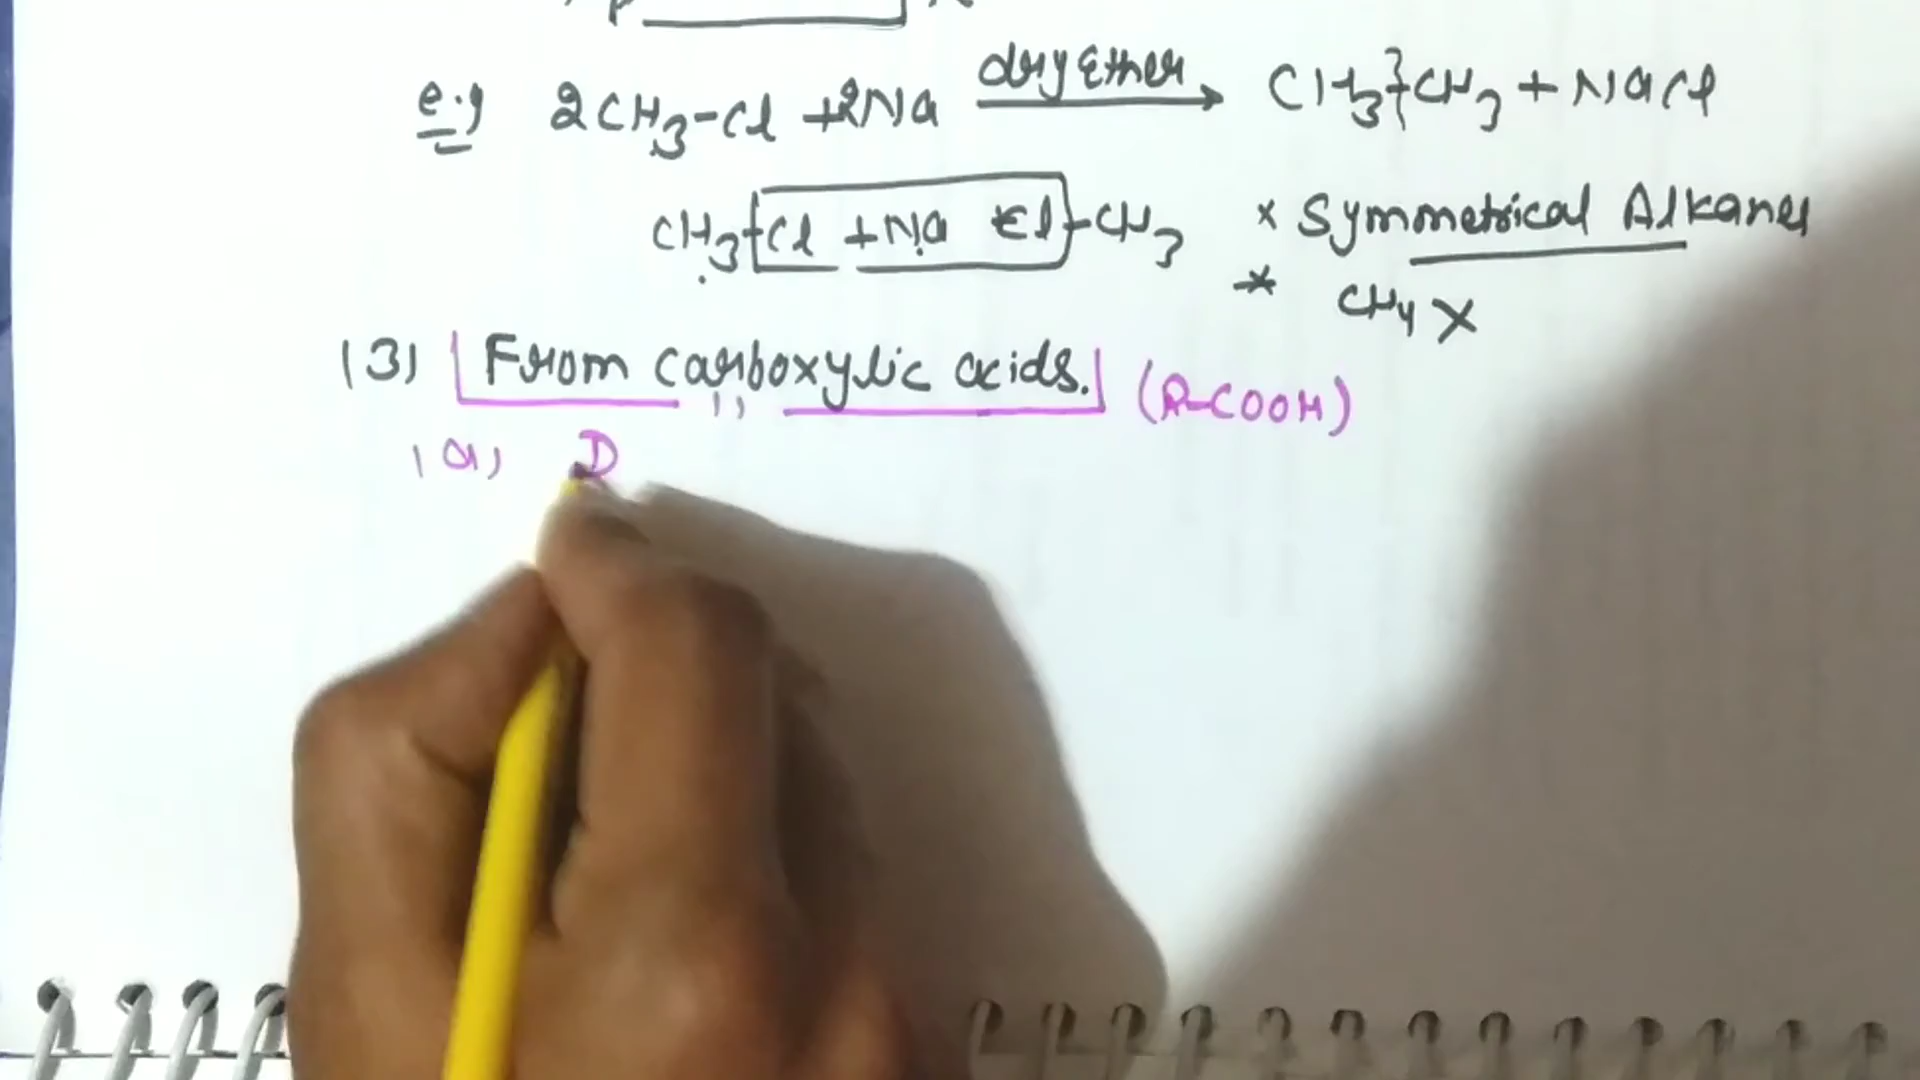 e.g 2CH3-Cl +2Na dry Ether → CH3}CH3 + NaCl
CH3-Cl +Na Cl-CH3 × Symmetrical Alkanes
* CH4 X
(3) From carboxylic acids. (R-COOH)
(a) D